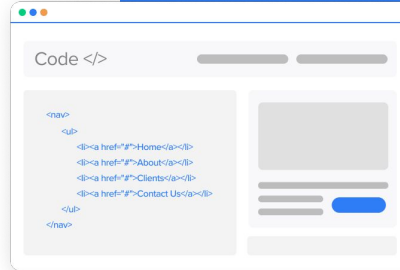 Code </>
<nav>
<ul>
<li><a href="#">Home</a></li>
<li><a href="#">About</a></li>
<li><a href="#">Clients</a></li>
<li><a href="#">Contact Us</a></li>
</ul>
</nav>